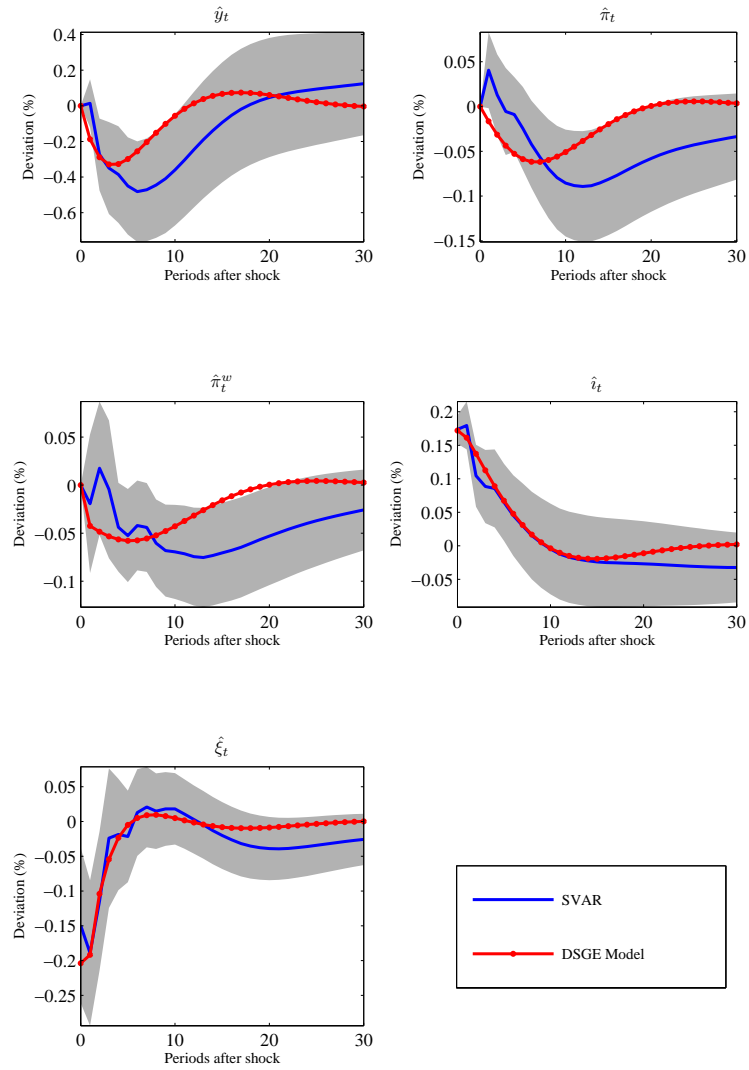 ŷ_t
Deviation (%)
0.4
0.2
0
−0.2
−0.4
−0.6
0
10
20
30
Periods after shock
π̂_t
Deviation (%)
0.05
0
−0.05
−0.1
−0.15
0
10
20
30
Periods after shock
π̂_t^w
Deviation (%)
0.05
0
−0.05
−0.1
0
10
20
30
Periods after shock
î_t
Deviation (%)
0.2
0.15
0.1
0.05
0
−0.05
0
10
20
30
Periods after shock
ξ̂_t
Deviation (%)
0.05
0
−0.05
−0.1
−0.15
−0.2
−0.25
0
10
20
30
Periods after shock
SVAR
DSGE Model